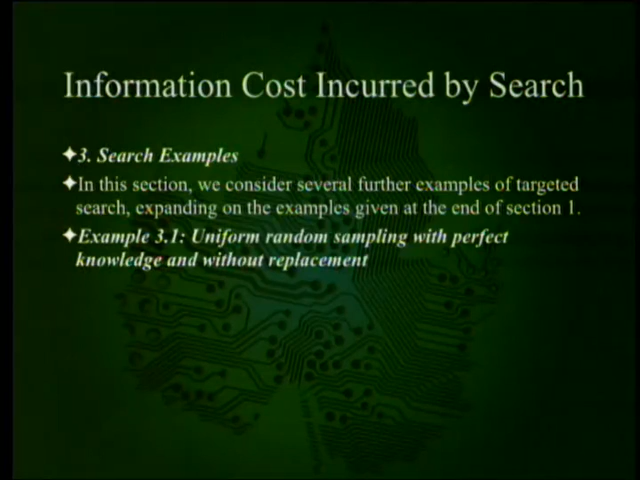 Information Cost Incurred by Search
✦3. Search Examples
✦In this section, we consider several further examples of targeted
search, expanding on the examples given at the end of section 1.
✦Example 3.1: Uniform random sampling with perfect
knowledge and without replacement